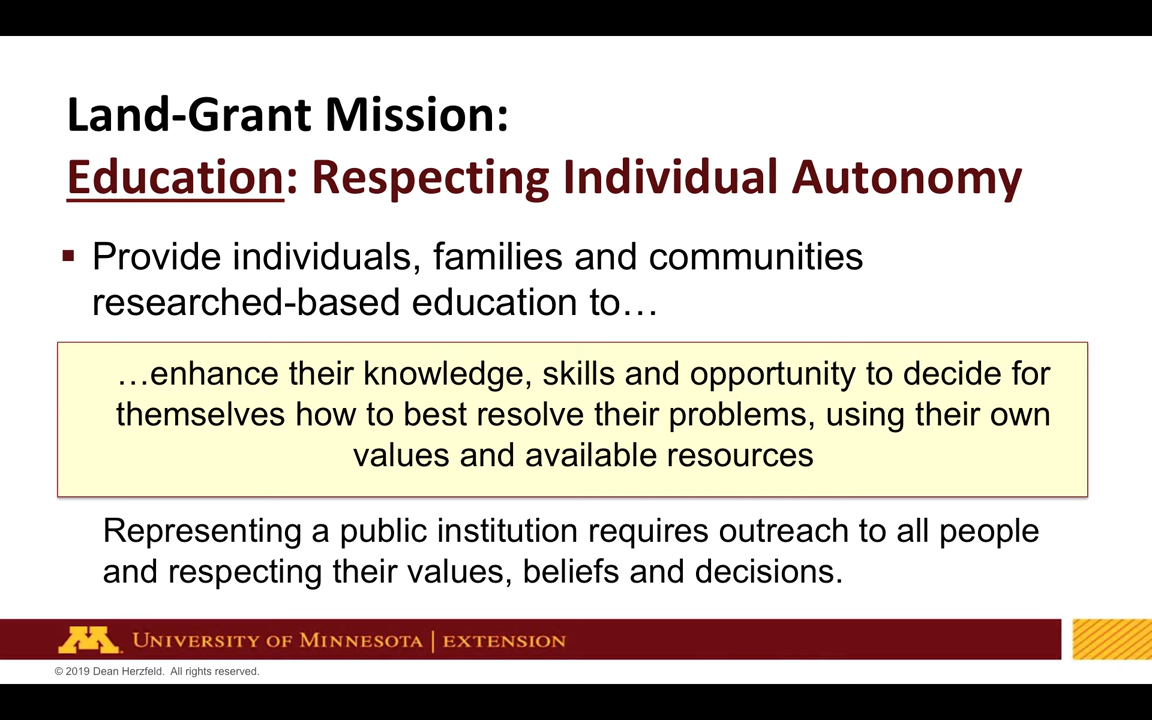 Land-Grant Mission:
Education: Respecting Individual Autonomy
▪ Provide individuals, families and communities
researched-based education to…
…enhance their knowledge, skills and opportunity to decide for
themselves how to best resolve their problems, using their own
values and available resources
Representing a public institution requires outreach to all people
and respecting their values, beliefs and decisions.
M UNIVERSITY OF MINNESOTA | EXTENSION
© 2019 Dean Herzfeld. All rights reserved.